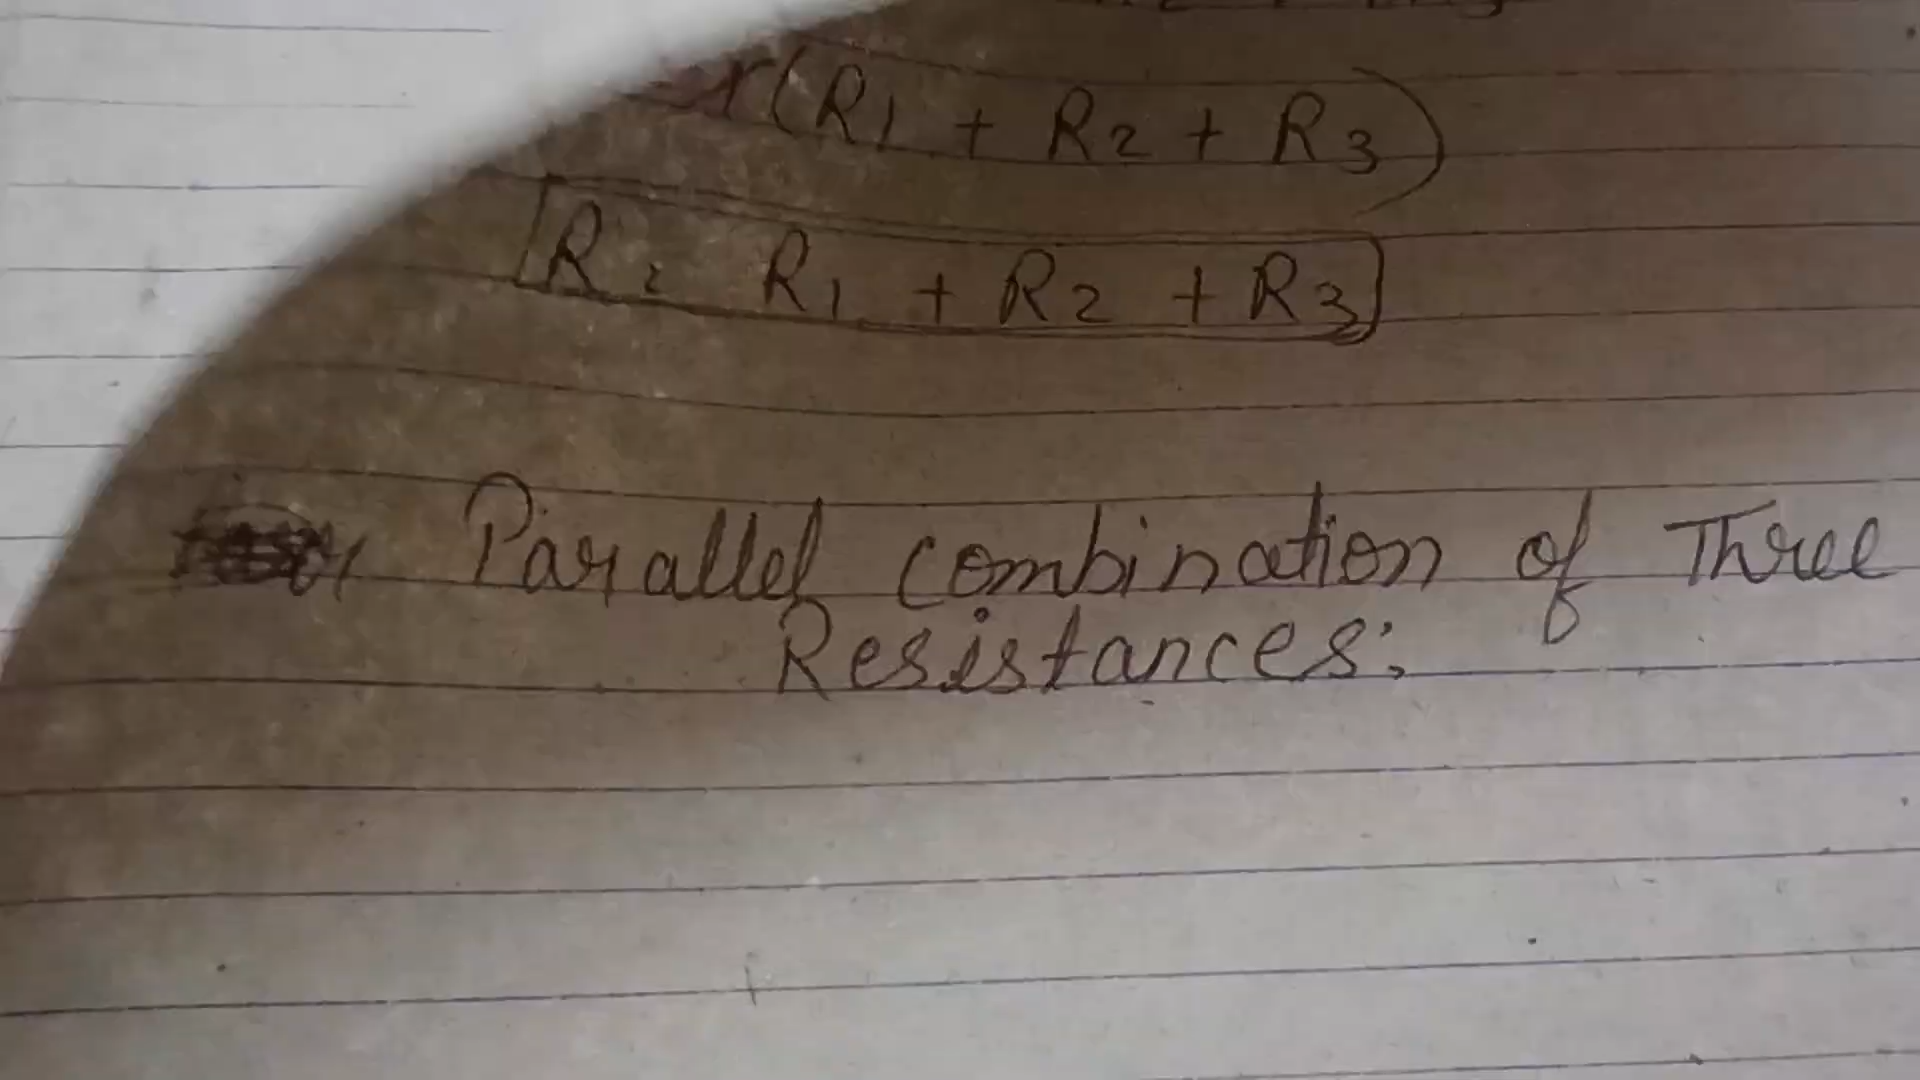 (R1 + R2 + R3)
R = R1 + R2 + R3
Parallel combination of Three
Resistances: